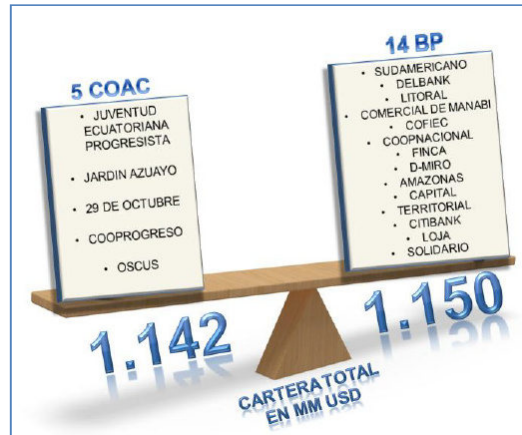 5 COAC
• JUVENTUD
ECUATORIANA
PROGRESISTA
• JARDIN AZUAYO
• 29 DE OCTUBRE
• COOPROGRESO
• OSCUS
14 BP
• SUDAMERICANO
• DELBANK
• LITORAL
• COMERCIAL DE MANABI
• COFIEC
• COOPNACIONAL
• FINCA
• D-MIRO
• AMAZONAS
• CAPITAL
• TERRITORIAL
• CITIBANK
• LOJA
• SOLIDARIO
1.142
1.150
CARTERA TOTAL
EN MM USD